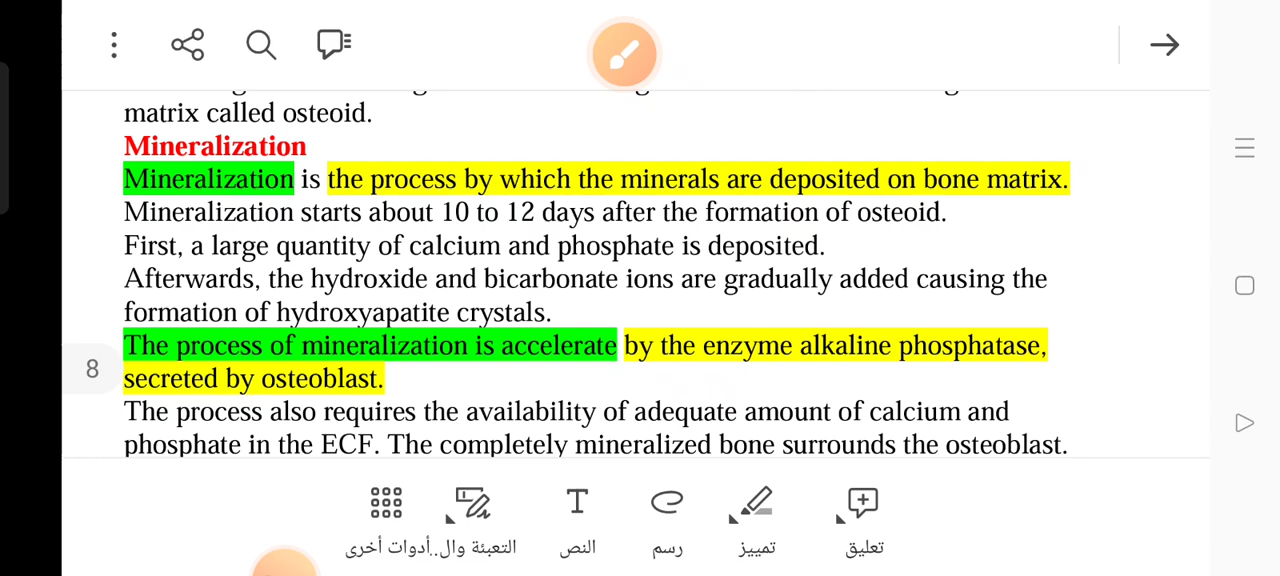 matrix called osteoid.
Mineralization
Mineralization is the process by which the minerals are deposited on bone matrix.
Mineralization starts about 10 to 12 days after the formation of osteoid.
First, a large quantity of calcium and phosphate is deposited.
Afterwards, the hydroxide and bicarbonate ions are gradually added causing the
formation of hydroxyapatite crystals.
The process of mineralization is accelerate by the enzyme alkaline phosphatase,
8
secreted by osteoblast.
The process also requires the availability of adequate amount of calcium and
phosphate in the ECF. The completely mineralized bone surrounds the osteoblast.
تعليق
تمييز
رسم
النص
التعبئة وال..
أدوات أخرى